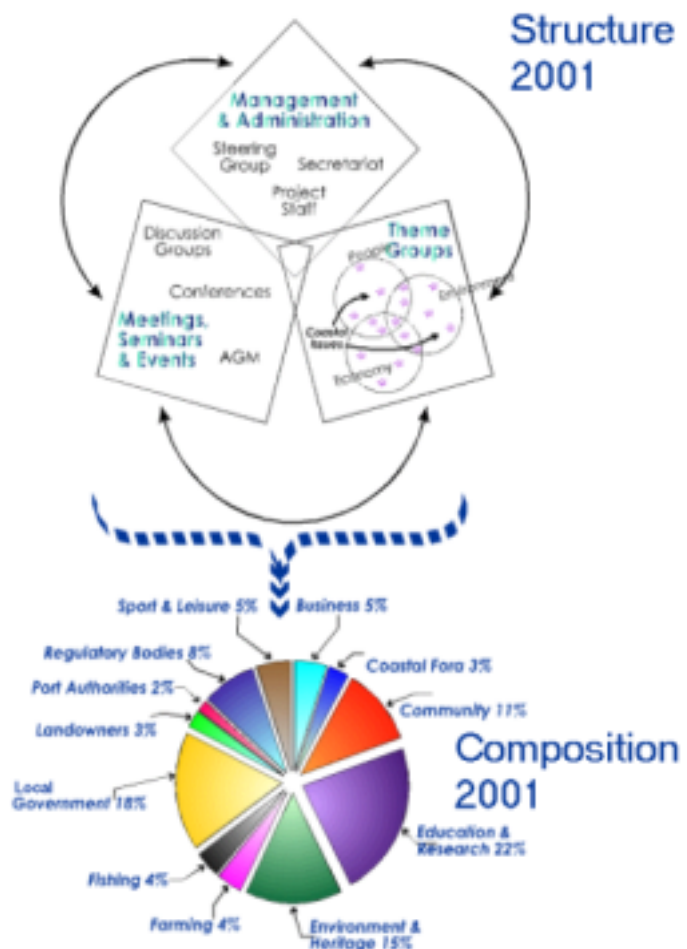 Structure
2001
Management
& Administration
Steering
Group
Secretariat
Project
Staff
Discussion
Groups
Conferences
Meetings,
Seminars
& Events
AGM
Theme
Groups
People
Environment
Coastal
Issues
Economy
Sport & Leisure 5%
Business 5%
Regulatory Bodies 8%
Coastal Fora 3%
Port Authorities 2%
Community 11%
Landowners 3%
Composition
2001
Local
Government 18%
Education &
Research 22%
Fishing 4%
Farming 4%
Environment &
Heritage 15%